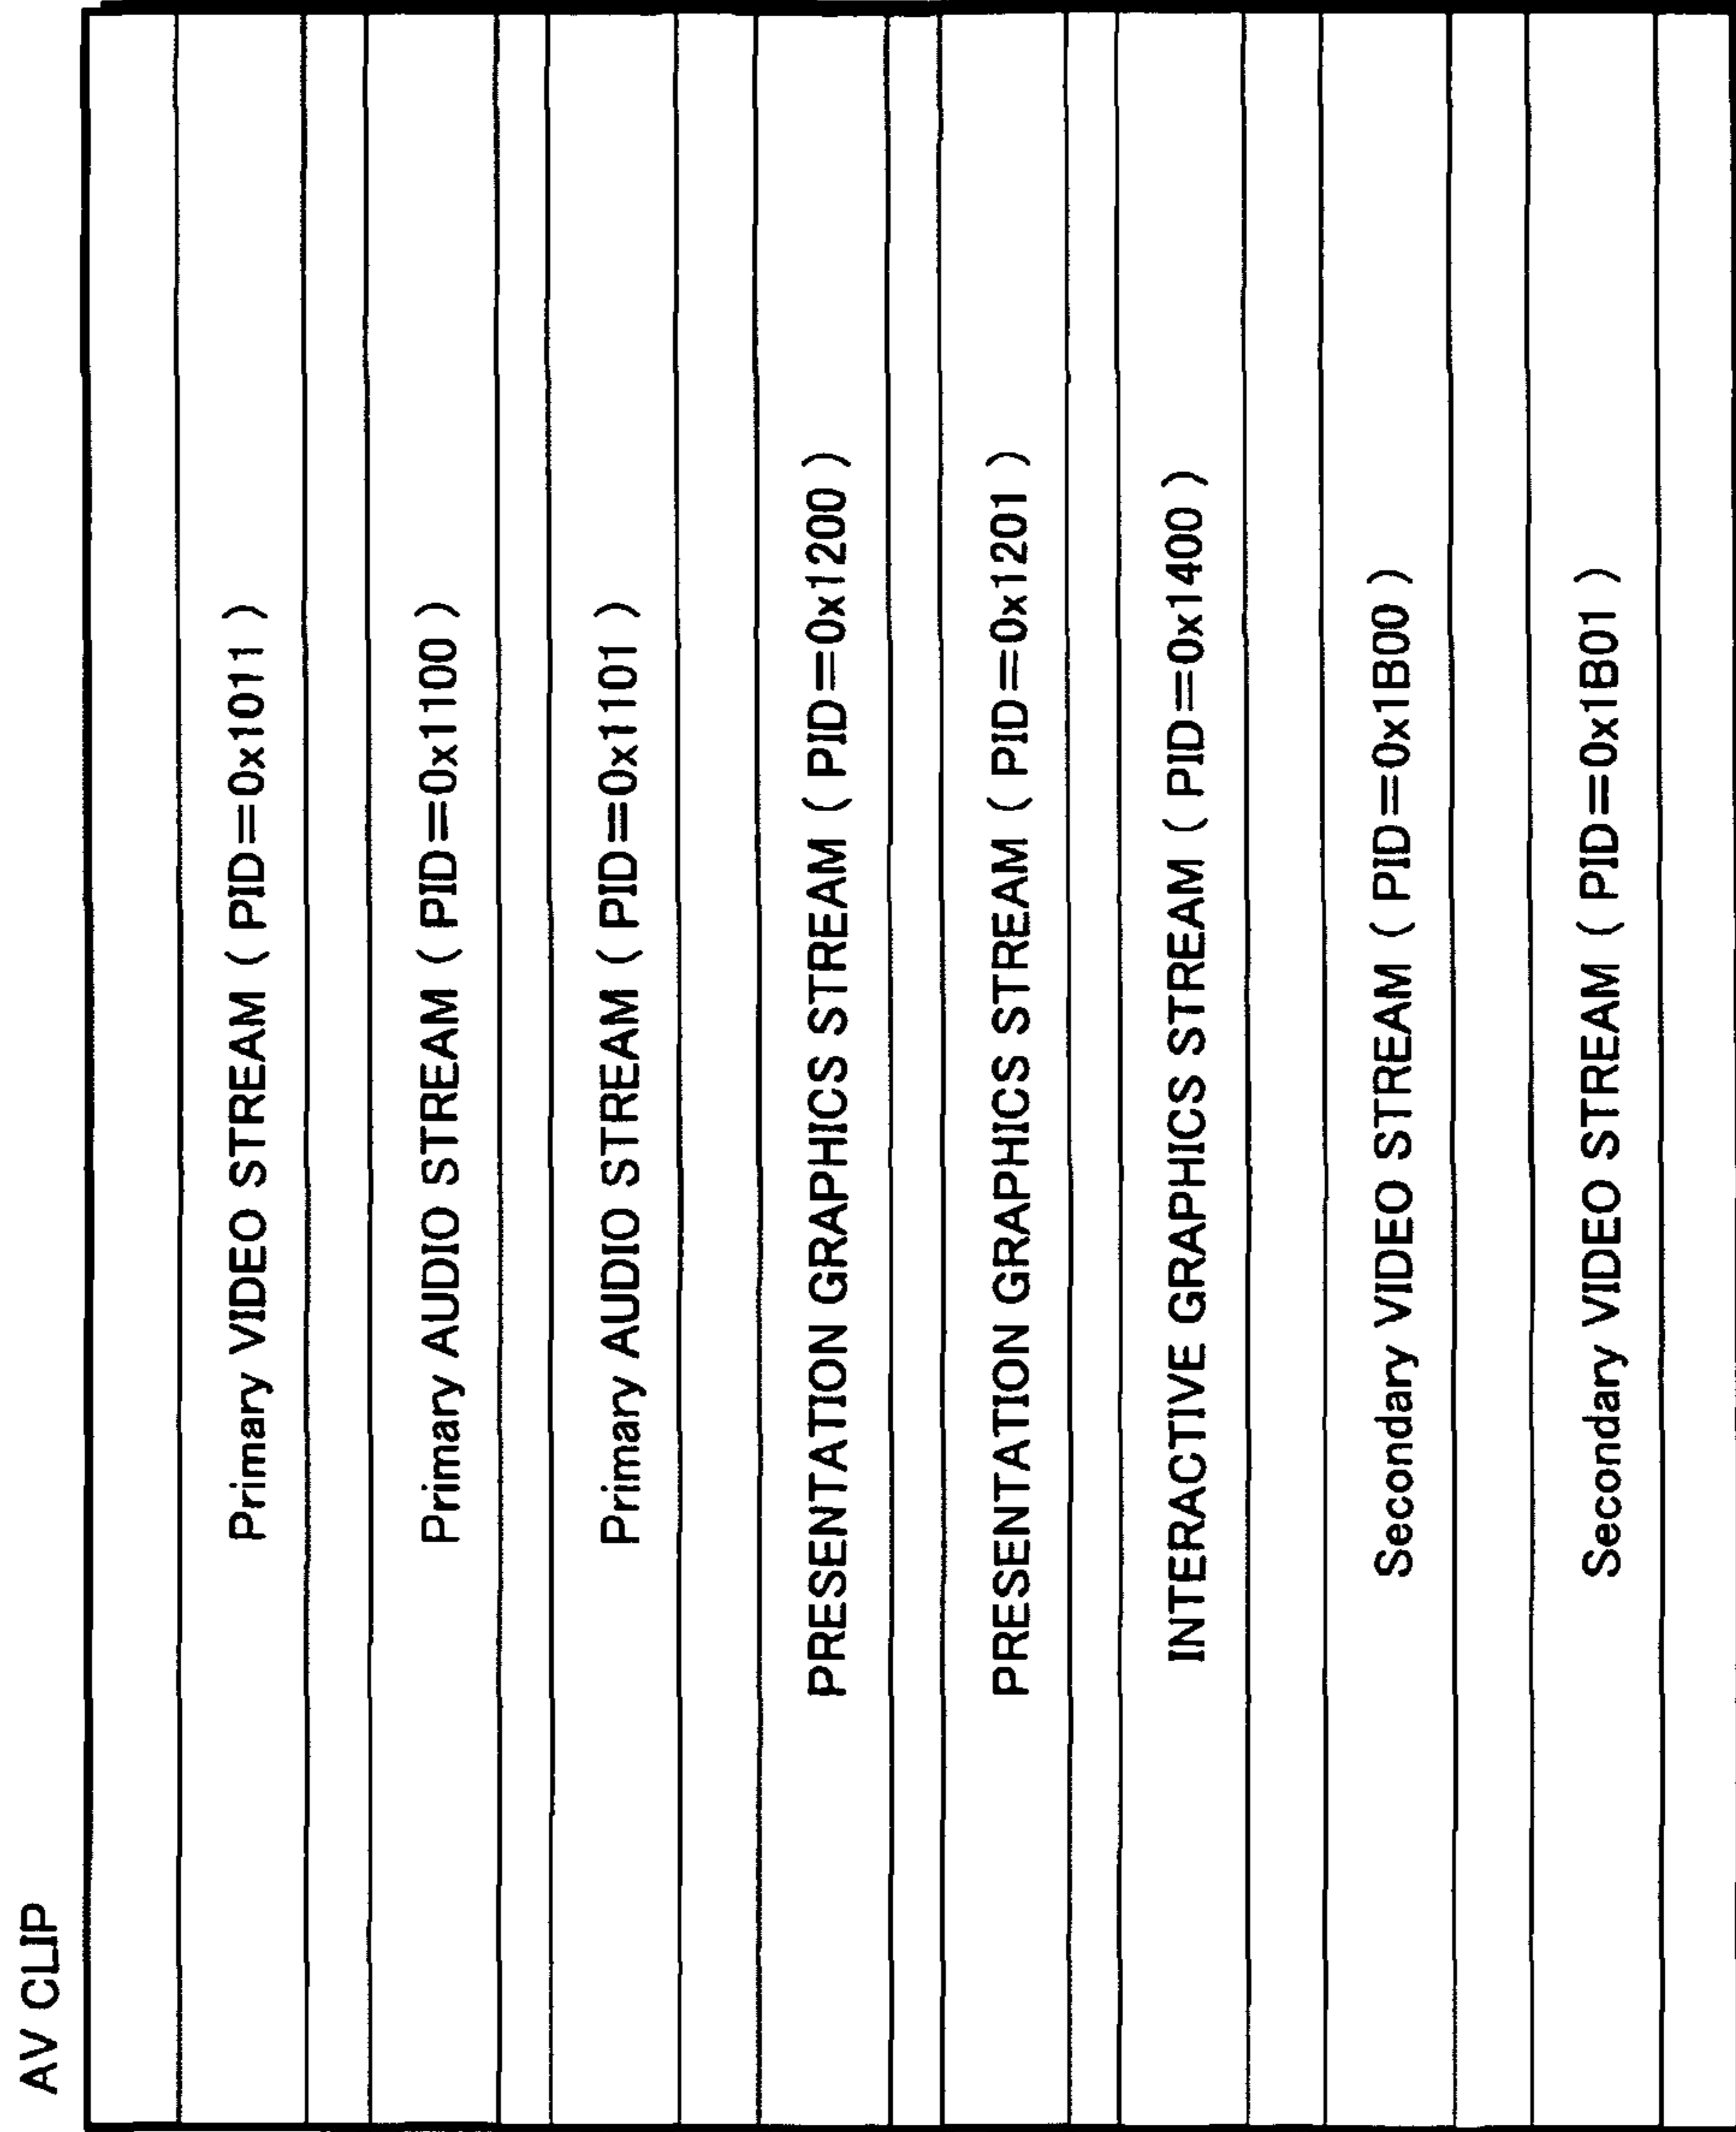 AV CLIP
Primary VIDEO STREAM ( PID=0x1011 )
Primary AUDIO STREAM ( PID=0x1100 )
Primary AUDIO STREAM ( PID=0x1101 )
PRESENTATION GRAPHICS STREAM ( PID=0x1200 )
PRESENTATION GRAPHICS STREAM ( PID=0x1201 )
INTERACTIVE GRAPHICS STREAM ( PID=0x1400 )
Secondary VIDEO STREAM ( PID=0x1B00 )
Secondary VIDEO STREAM ( PID=0x1B01 )